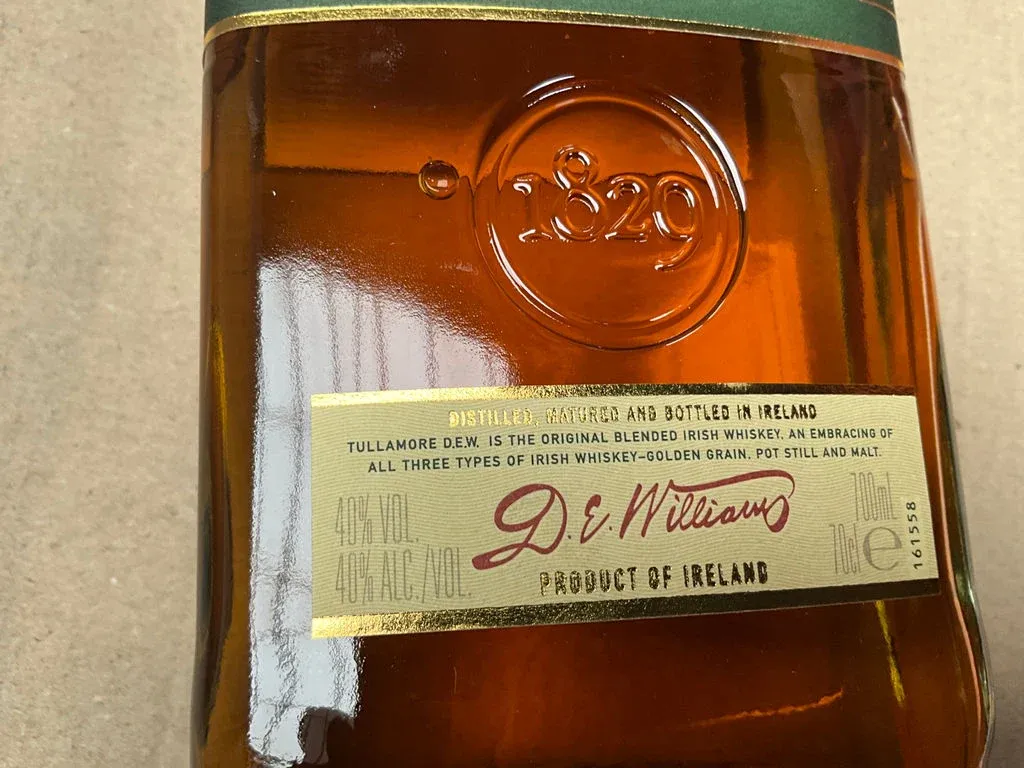 1829
DISTILLED, MATURED AND BOTTLED IN IRELAND
TULLAMORE D.E.W. IS THE ORIGINAL BLENDED IRISH WHISKEY. AN EMBRACING OF
ALL THREE TYPES OF IRISH WHISKEY-GOLDEN GRAIN, POT STILL AND MALT.
40% VOL.
40% ALC./VOL.
D.E. Williams
PRODUCT OF IRELAND
700ml
70cl e
161558